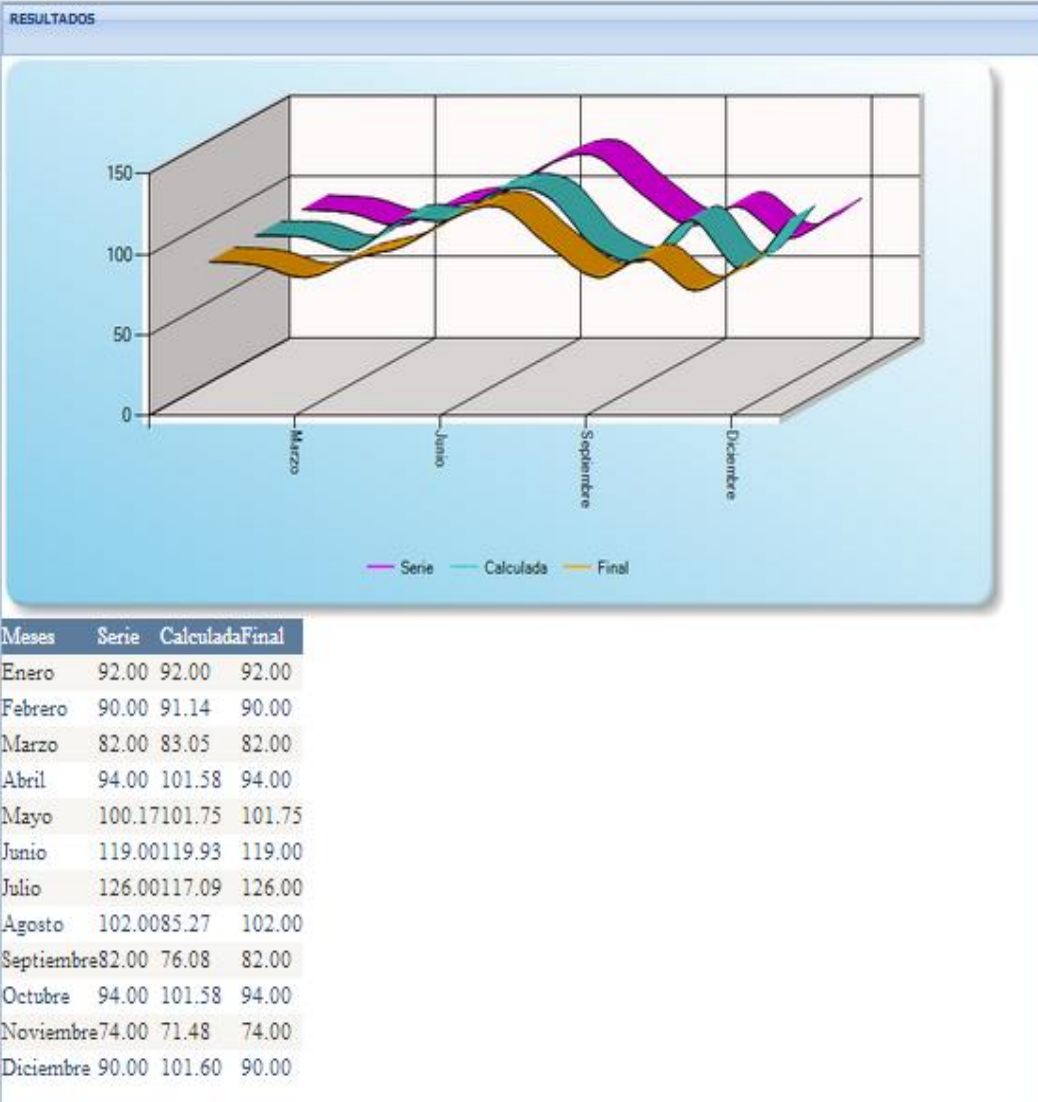 RESULTADOS
150
100
50
0
Marzo
Junio
Septiembre
Diciembre
Serie Calculada Final
Meses Serie Calculada Final
Enero 92.00 92.00 92.00
Febrero 90.00 91.14 90.00
Marzo 82.00 83.05 82.00
Abril 94.00 101.58 94.00
Mayo 100.17 101.75 101.75
Junio 119.00 119.93 119.00
Julio 126.00 117.09 126.00
Agosto 102.00 85.27 102.00
Septiembre 82.00 76.08 82.00
Octubre 94.00 101.58 94.00
Noviembre 74.00 71.48 74.00
Diciembre 90.00 101.60 90.00